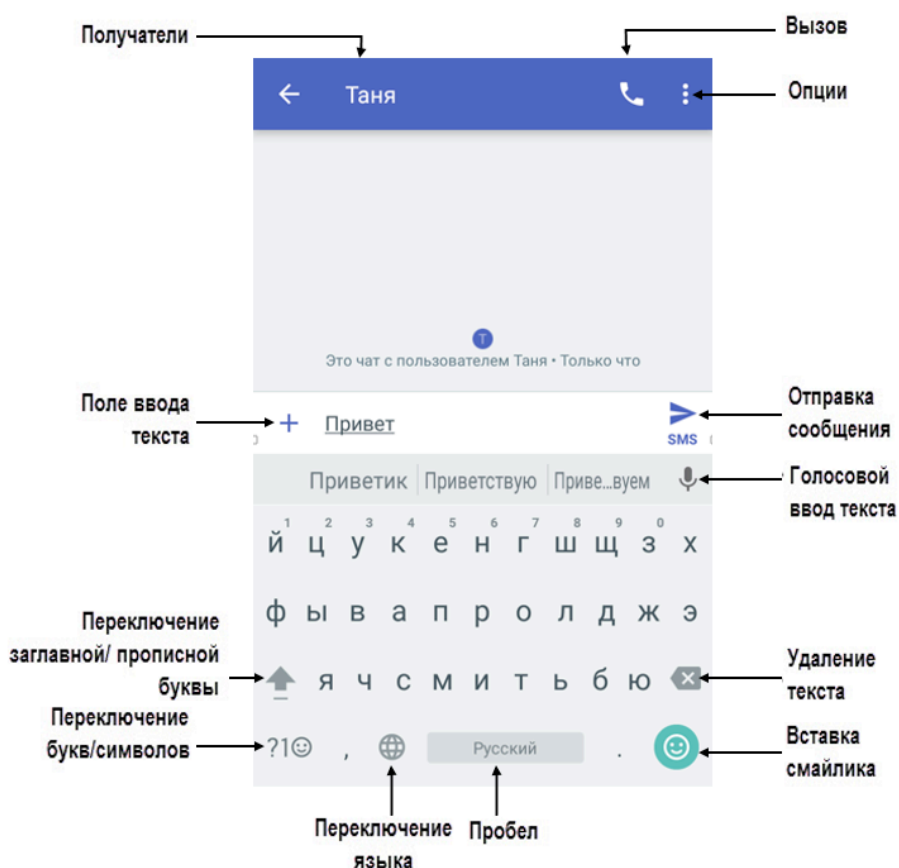 Получатели
Вызов
Таня
Опции
Т
Это чат с пользователем Таня • Только что
Поле ввода
текста
Привет
SMS
Отправка
сообщения
Приветик Приветствую Приве...вуем
Голосовой
ввод текста
1 2 3 4 5 6 7 8 9 0
й ц у к е н г ш щ з х
ф ы в а п р о л д ж э
Переключение
заглавной/ прописной
буквы
я ч с м и т ь б ю
Удаление
текста
Переключение
букв/символов
?1☺ , Русский .
Вставка
смайлика
Переключение
языка
Пробел